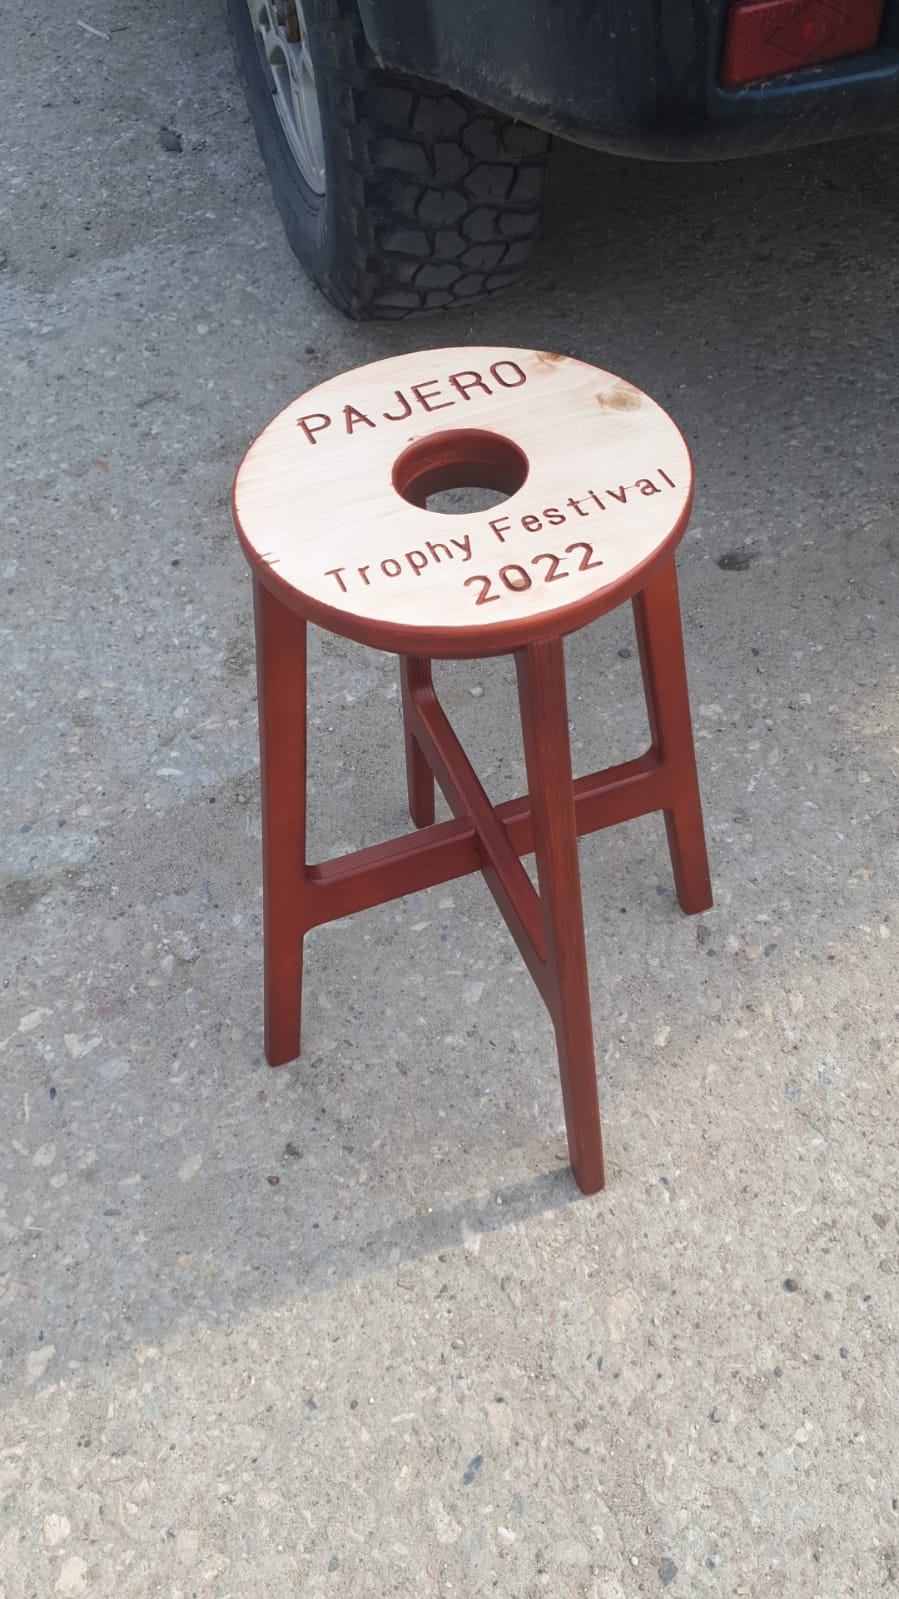 PAJERO
Trophy Festival
2022